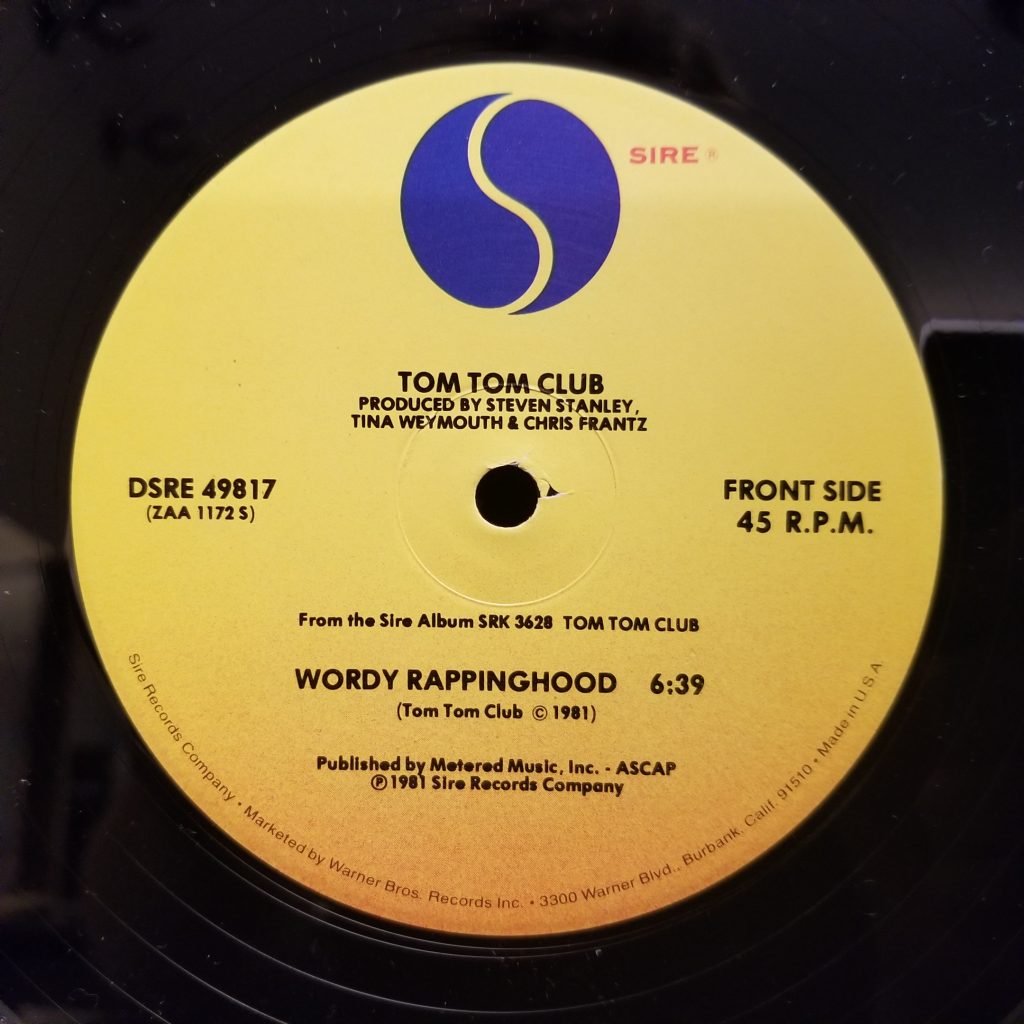 SIRE ®
TOM TOM CLUB
PRODUCED BY STEVEN STANLEY,
TINA WEYMOUTH & CHRIS FRANTZ
DSRE 49817
(ZAA 1172 S)
FRONT SIDE
45 R.P.M.
From the Sire Album SRK 3628 TOM TOM CLUB
WORDY RAPPINGHOOD 6:39
(Tom Tom Club © 1981)
Published by Metered Music, Inc. - ASCAP
℗ 1981 Sire Records Company
Sire Records Company • Marketed by Warner Bros. Records Inc. • 3300 Warner Blvd., Burbank, Calif. 91510 • Made in U S A